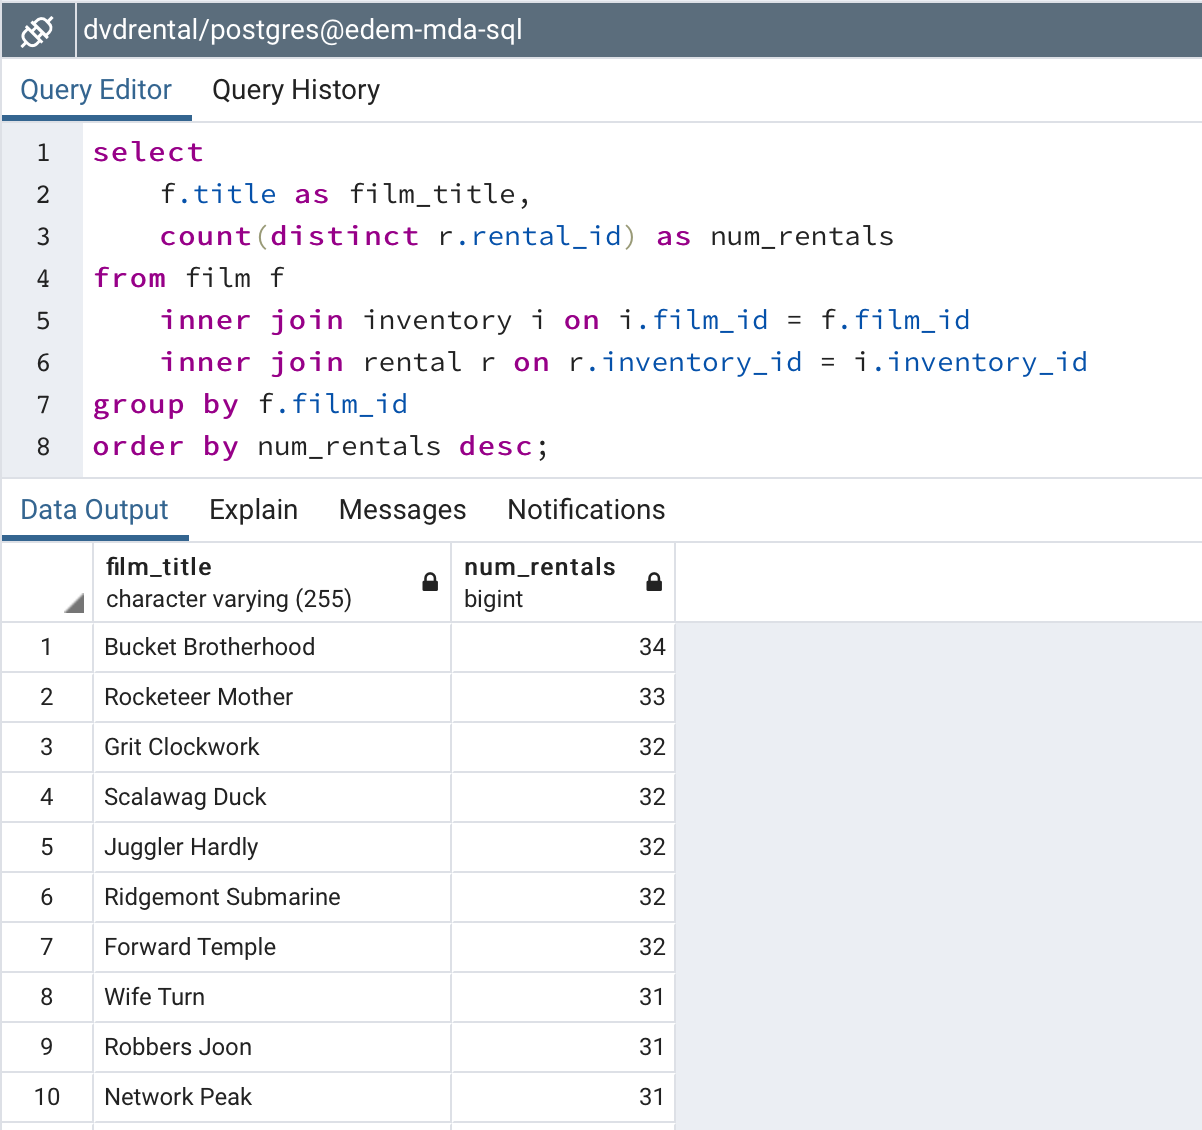 dvdrental/postgres@edem-mda-sql
Query Editor Query History
1 select
2 f.title as film_title,
3 count(distinct r.rental_id) as num_rentals
4 from film f
5 inner join inventory i on i.film_id = f.film_id
6 inner join rental r on r.inventory_id = i.inventory_id
7 group by f.film_id
8 order by num_rentals desc;
Data Output Explain Messages Notifications
film_title num_rentals
character varying (255) bigint
1 Bucket Brotherhood 34
2 Rocketeer Mother 33
3 Grit Clockwork 32
4 Scalawag Duck 32
5 Juggler Hardly 32
6 Ridgemont Submarine 32
7 Forward Temple 32
8 Wife Turn 31
9 Robbers Joon 31
10 Network Peak 31